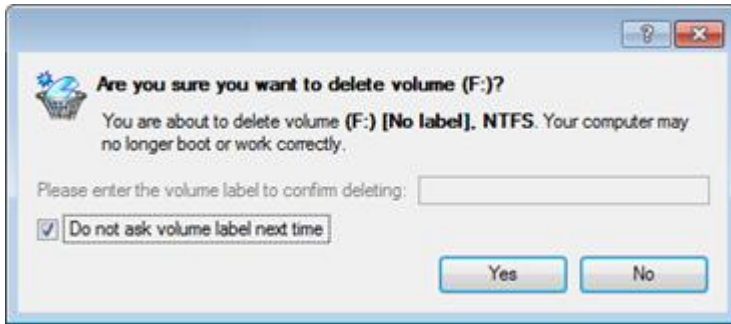 Are you sure you want to delete volume (F:)?
You are about to delete volume (F:) [No label], NTFS. Your computer may
no longer boot or work correctly.
Please enter the volume label to confirm deleting:
Do not ask volume label next time
Yes
No